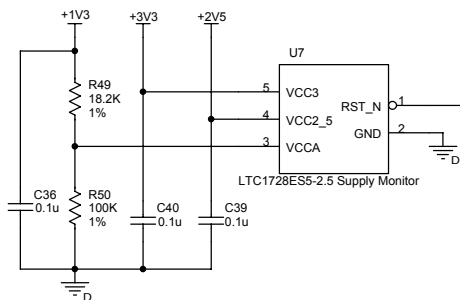 +1V3
+3V3
+2V5
U7
R49
18.2K
1%
5
VCC3
RST_N
1
4
VCC2_5
GND
2
3
VCCA
D
LTC1728ES5-2.5 Supply Monitor
C36
0.1u
R50
100K
1%
C40
0.1u
C39
0.1u
D